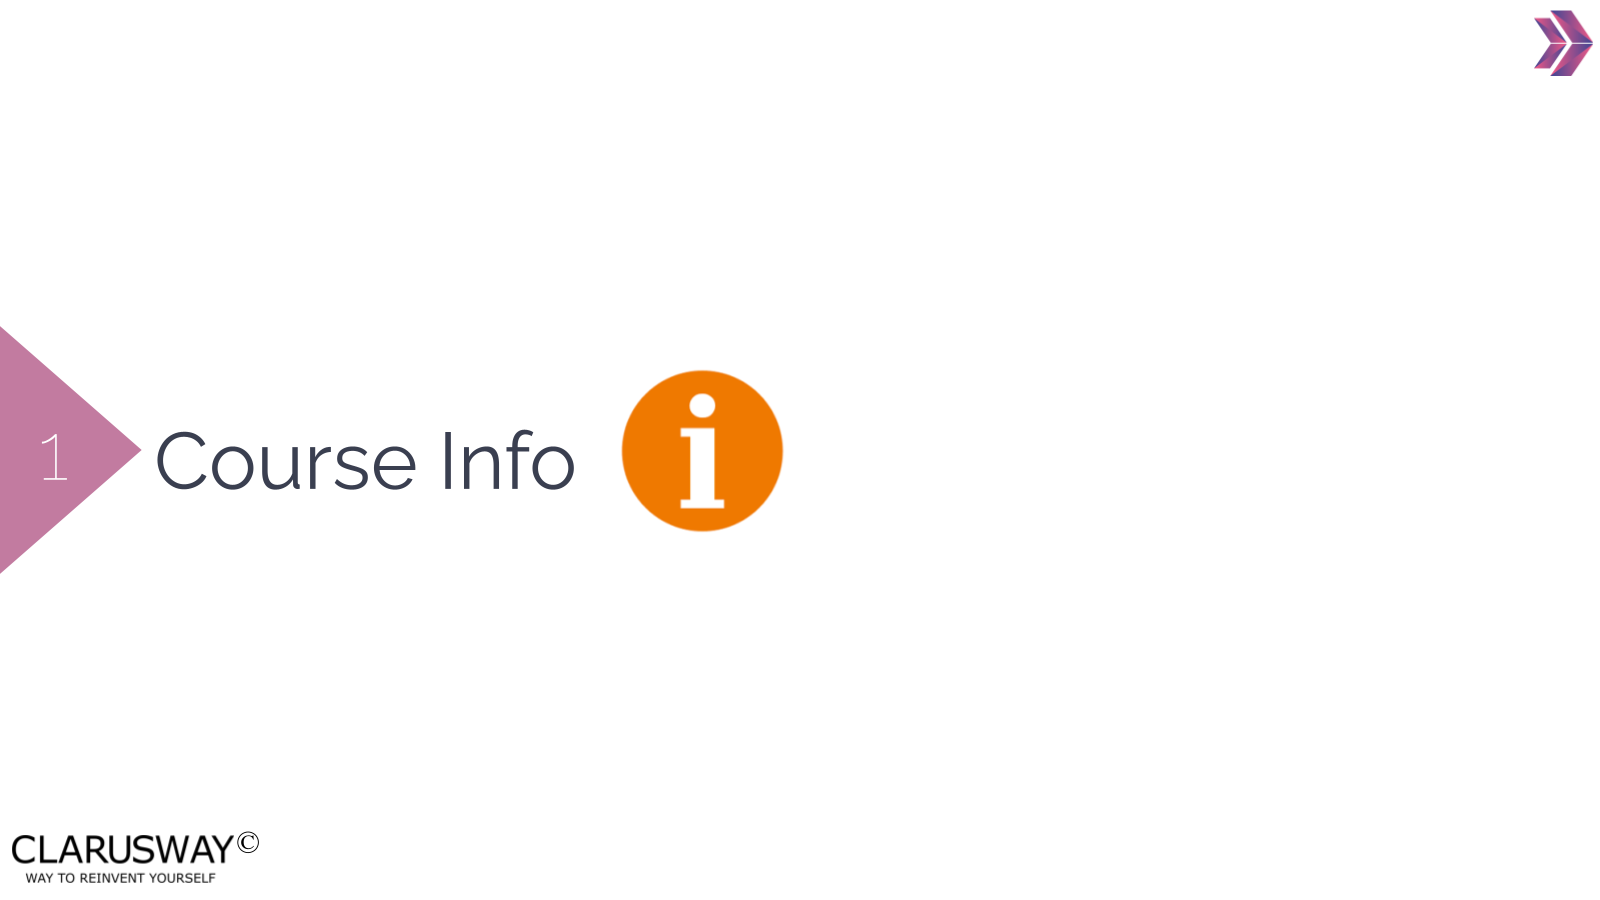 1
Course Info
i
CLARUSWAY©
WAY TO REINVENT YOURSELF